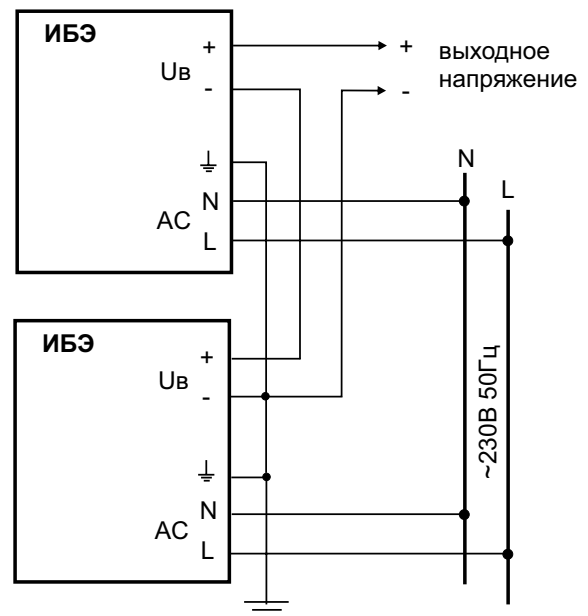 ИБЭ
+
Uв
-
N
AC
L
+
-
выходное
напряжение
N
L
~230В 50Гц
ИБЭ
+
Uв
-
N
AC
L